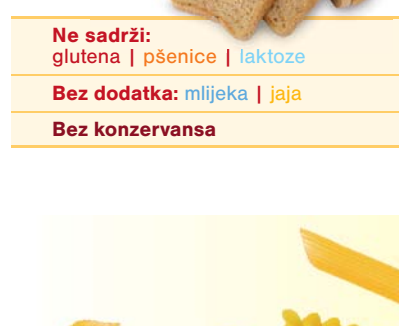 Ne sadrži:
glutena | pšenice | laktoze
Bez dodatka: mlijeka | jaja
Bez konzervansa